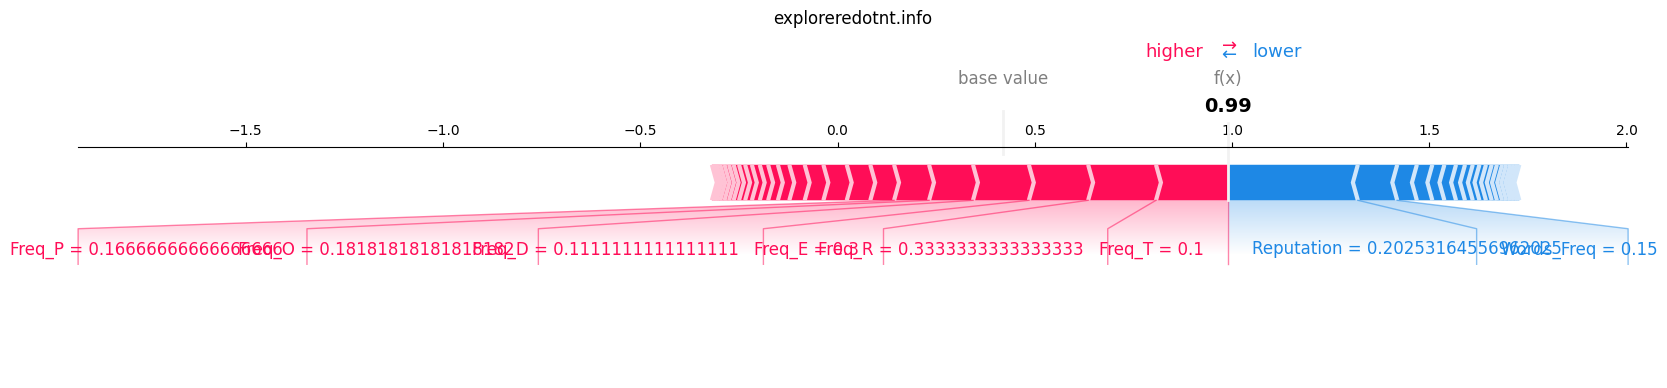 exploreredotnt.info
higher ⇄ lower
base value f(x)
0.99
−1.5 −1.0 −0.5 0.0 0.5 1.0 1.5 2.0
Freq_P = 0.16666666666666666 Freq_O = 0.18181818181818182 Freq_D = 0.1111111111111111 Freq_E = 0.3 Freq_R = 0.3333333333333333 Freq_T = 0.1 Reputation = 0.20253164556962025 Words_Freq = 0.15